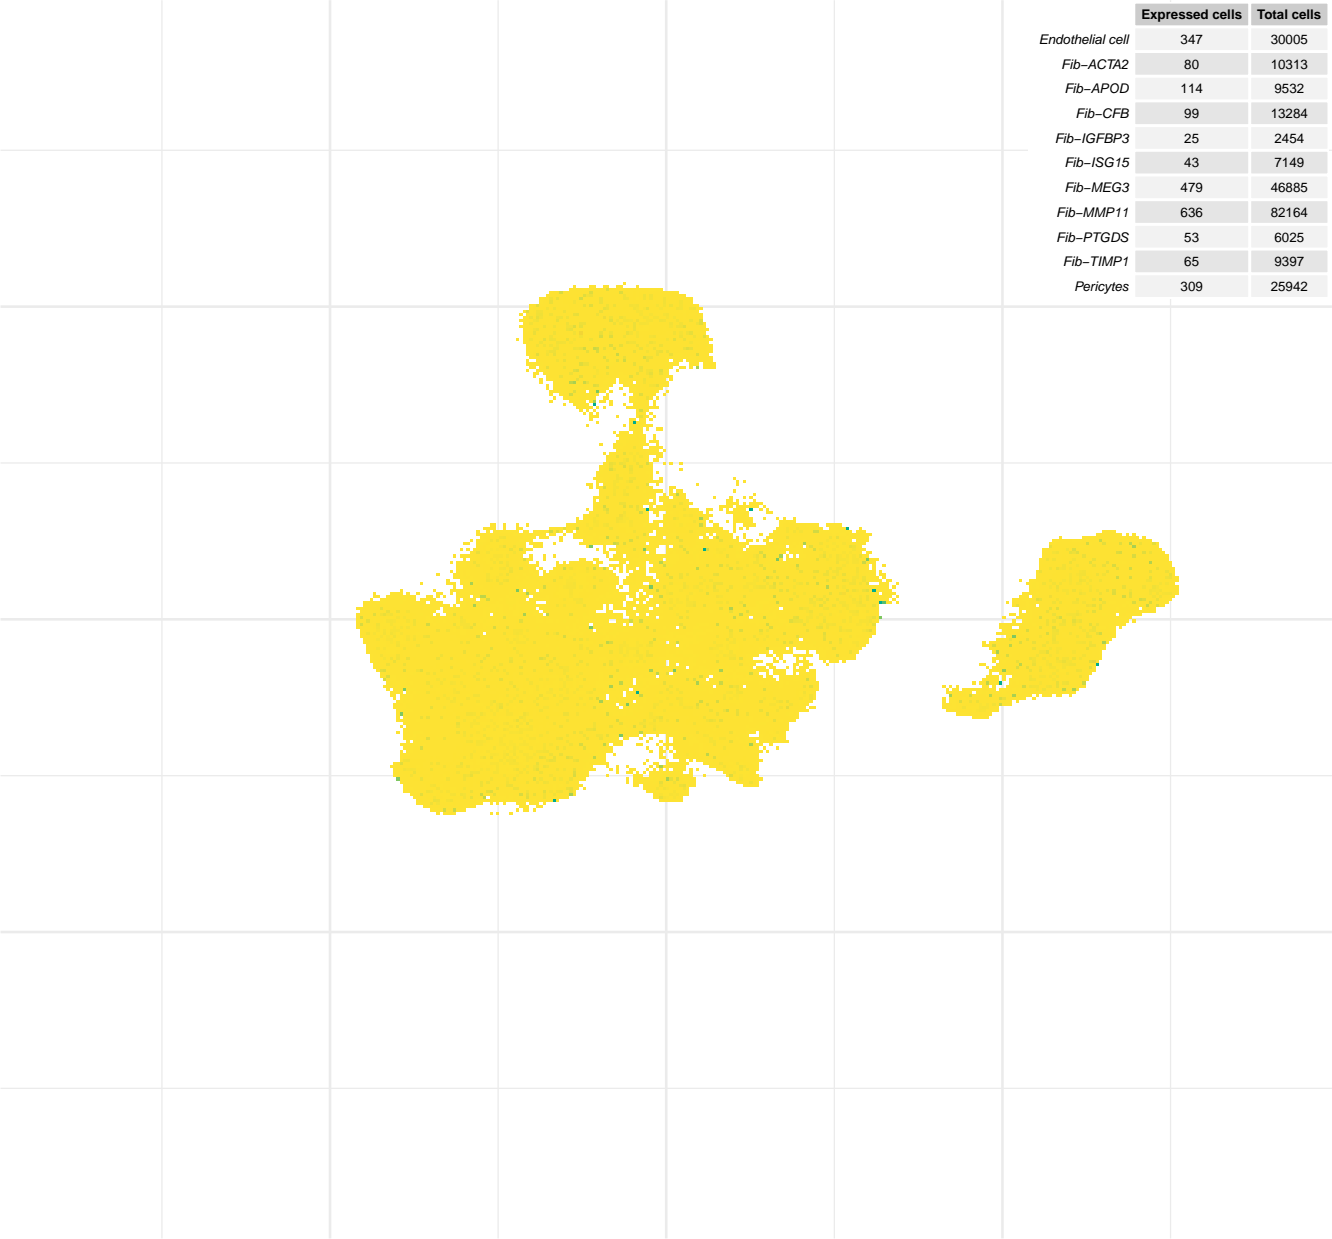 Expressed cells Total cells
Endothelial cell 347 30005
Fib−ACTA2 80 10313
Fib−APOD 114 9532
Fib−CFB 99 13284
Fib−IGFBP3 25 2454
Fib−ISG15 43 7149
Fib−MEG3 479 46885
Fib−MMP11 636 82164
Fib−PTGDS 53 6025
Fib−TIMP1 65 9397
Pericytes 309 25942